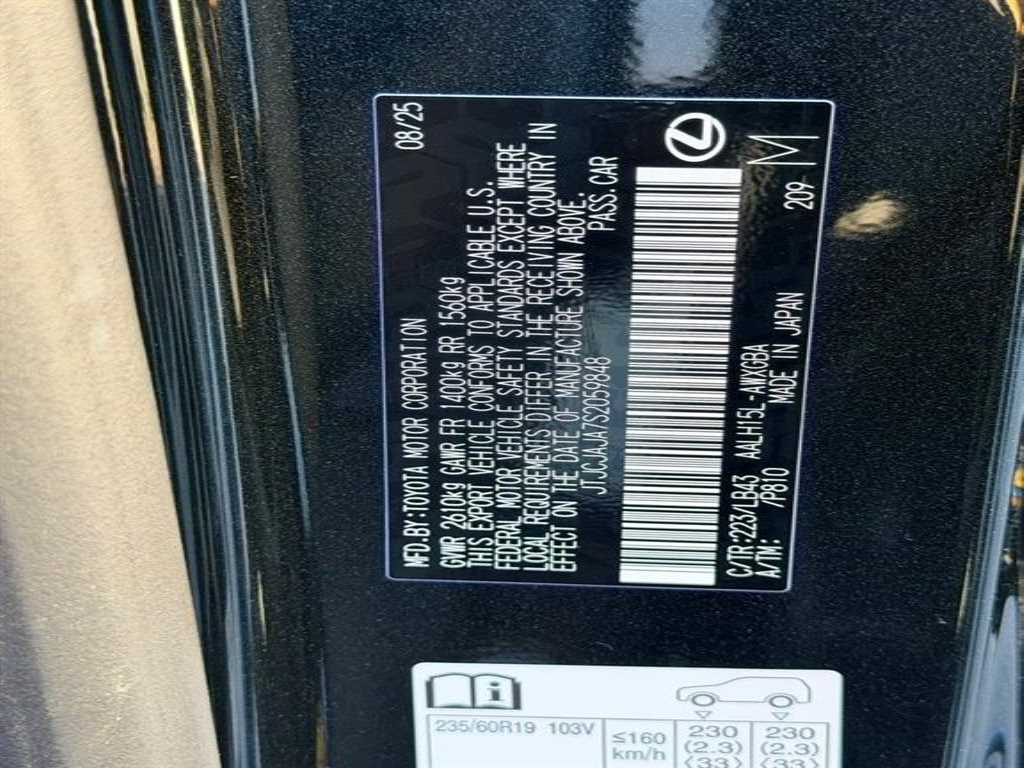 MFD.BY:TOYOTA MOTOR CORPORATION 08/25
GVWR 2610kg GAWR FR 1400kg RR 1560kg
THIS EXPORT VEHICLE CONFORMS TO APPLICABLE U.S.
FEDERAL MOTOR VEHICLE SAFETY STANDARDS EXCEPT WHERE
LOCAL REQUIREMENTS DIFFER IN THE RECEIVING COUNTRY IN
EFFECT ON THE DATE OF MANUFACTURE SHOWN ABOVE.
JTJCJAJA7S2059848 PASS.CAR
C/TR:223/LB43 AALH15L-AWXGBA
A/TM: /P810 MADE IN JAPAN 209 M
235/60R19 103V
≤160
km/h
230
(2.3)
(33)
230
(2.3)
(33)